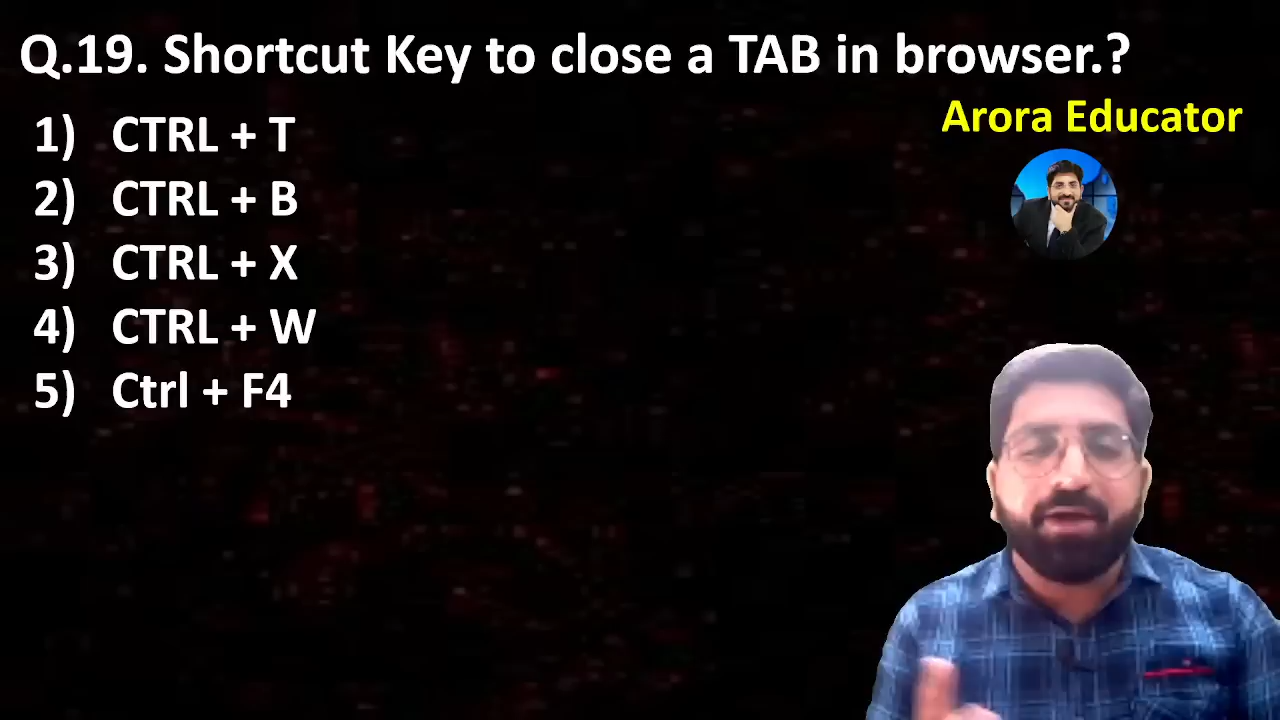 Q.19. Shortcut Key to close a TAB in browser.?
Arora Educator
1) CTRL + T
2) CTRL + B
3) CTRL + X
4) CTRL + W
5) Ctrl + F4